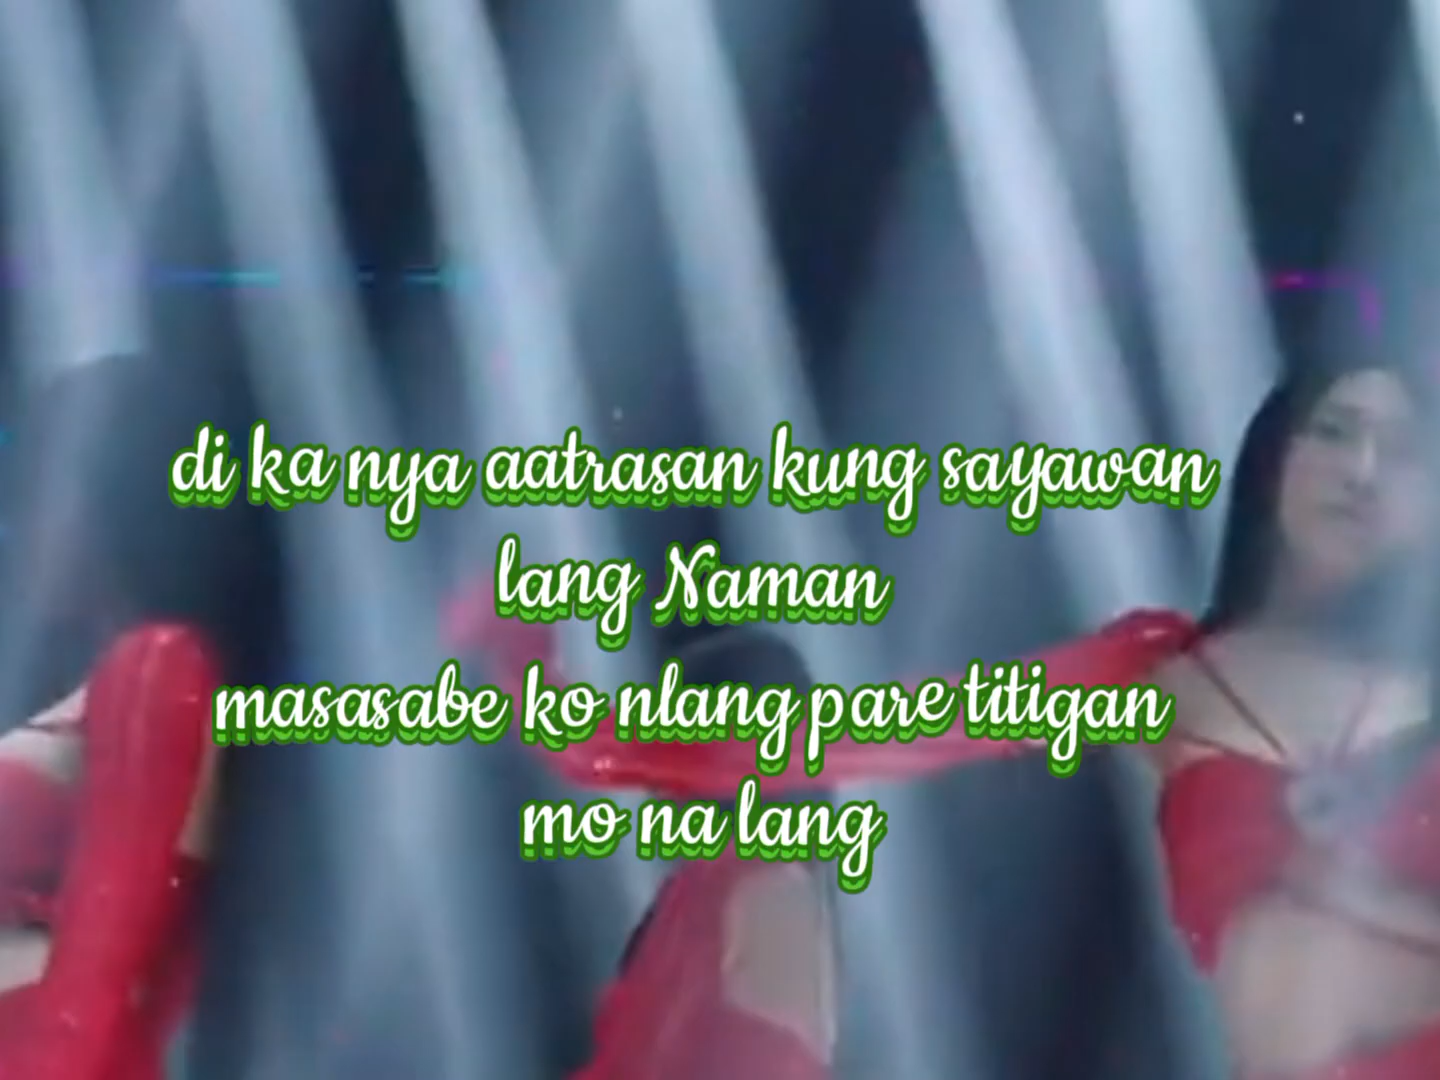 di ka nya aatrasan kung sayawan
lang Naman
masasabe ko nlang pare titigan
mo na lang